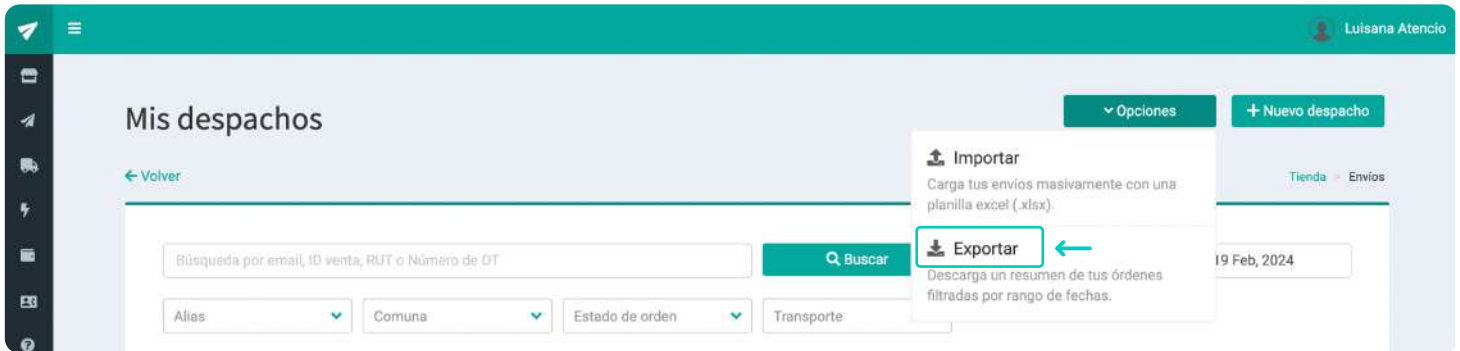 Luisana Atencio
Mis despachos
Opciones
+ Nuevo despacho
← Volver
Importar
Carga tus envíos masivamente con una
planilla excel (.xlsx).
Tienda > Envíos
Búsqueda por email, ID venta, RUT o Número de OT
Buscar
Exportar
Descarga un resumen de tus órdenes
filtradas por rango de fechas.
19 Feb, 2024
Alias
Comuna
Estado de orden
Transporte